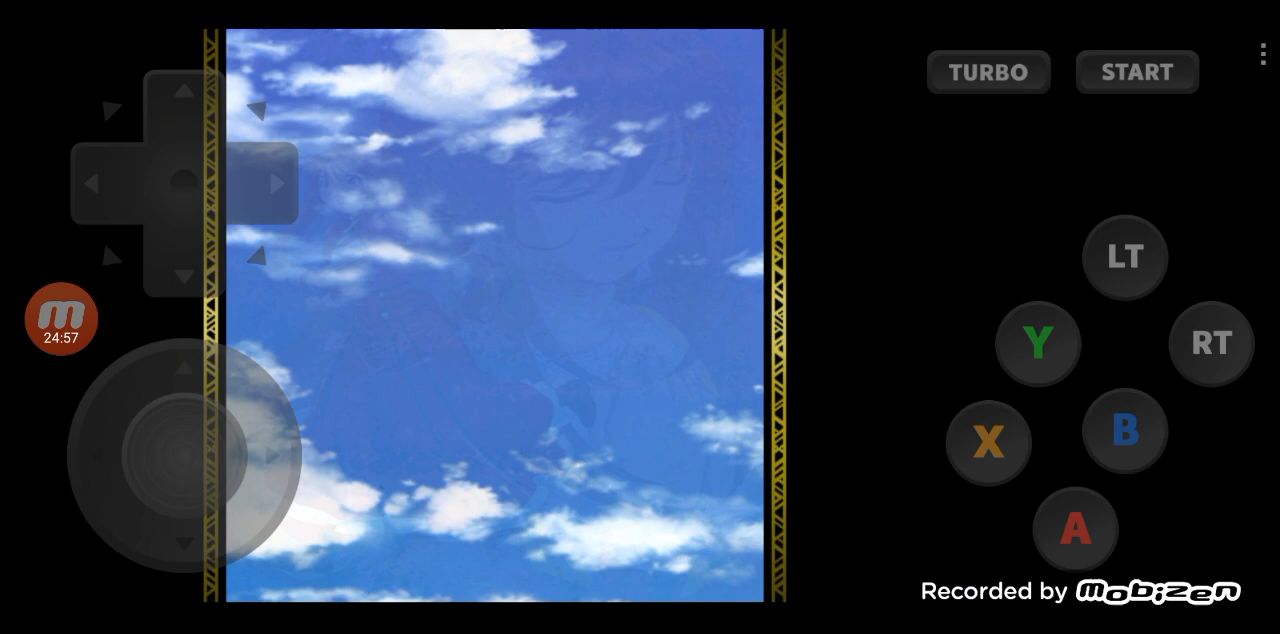 TURBO
START
LT
Y
RT
m
24:57
X
B
A
Recorded by mobizen